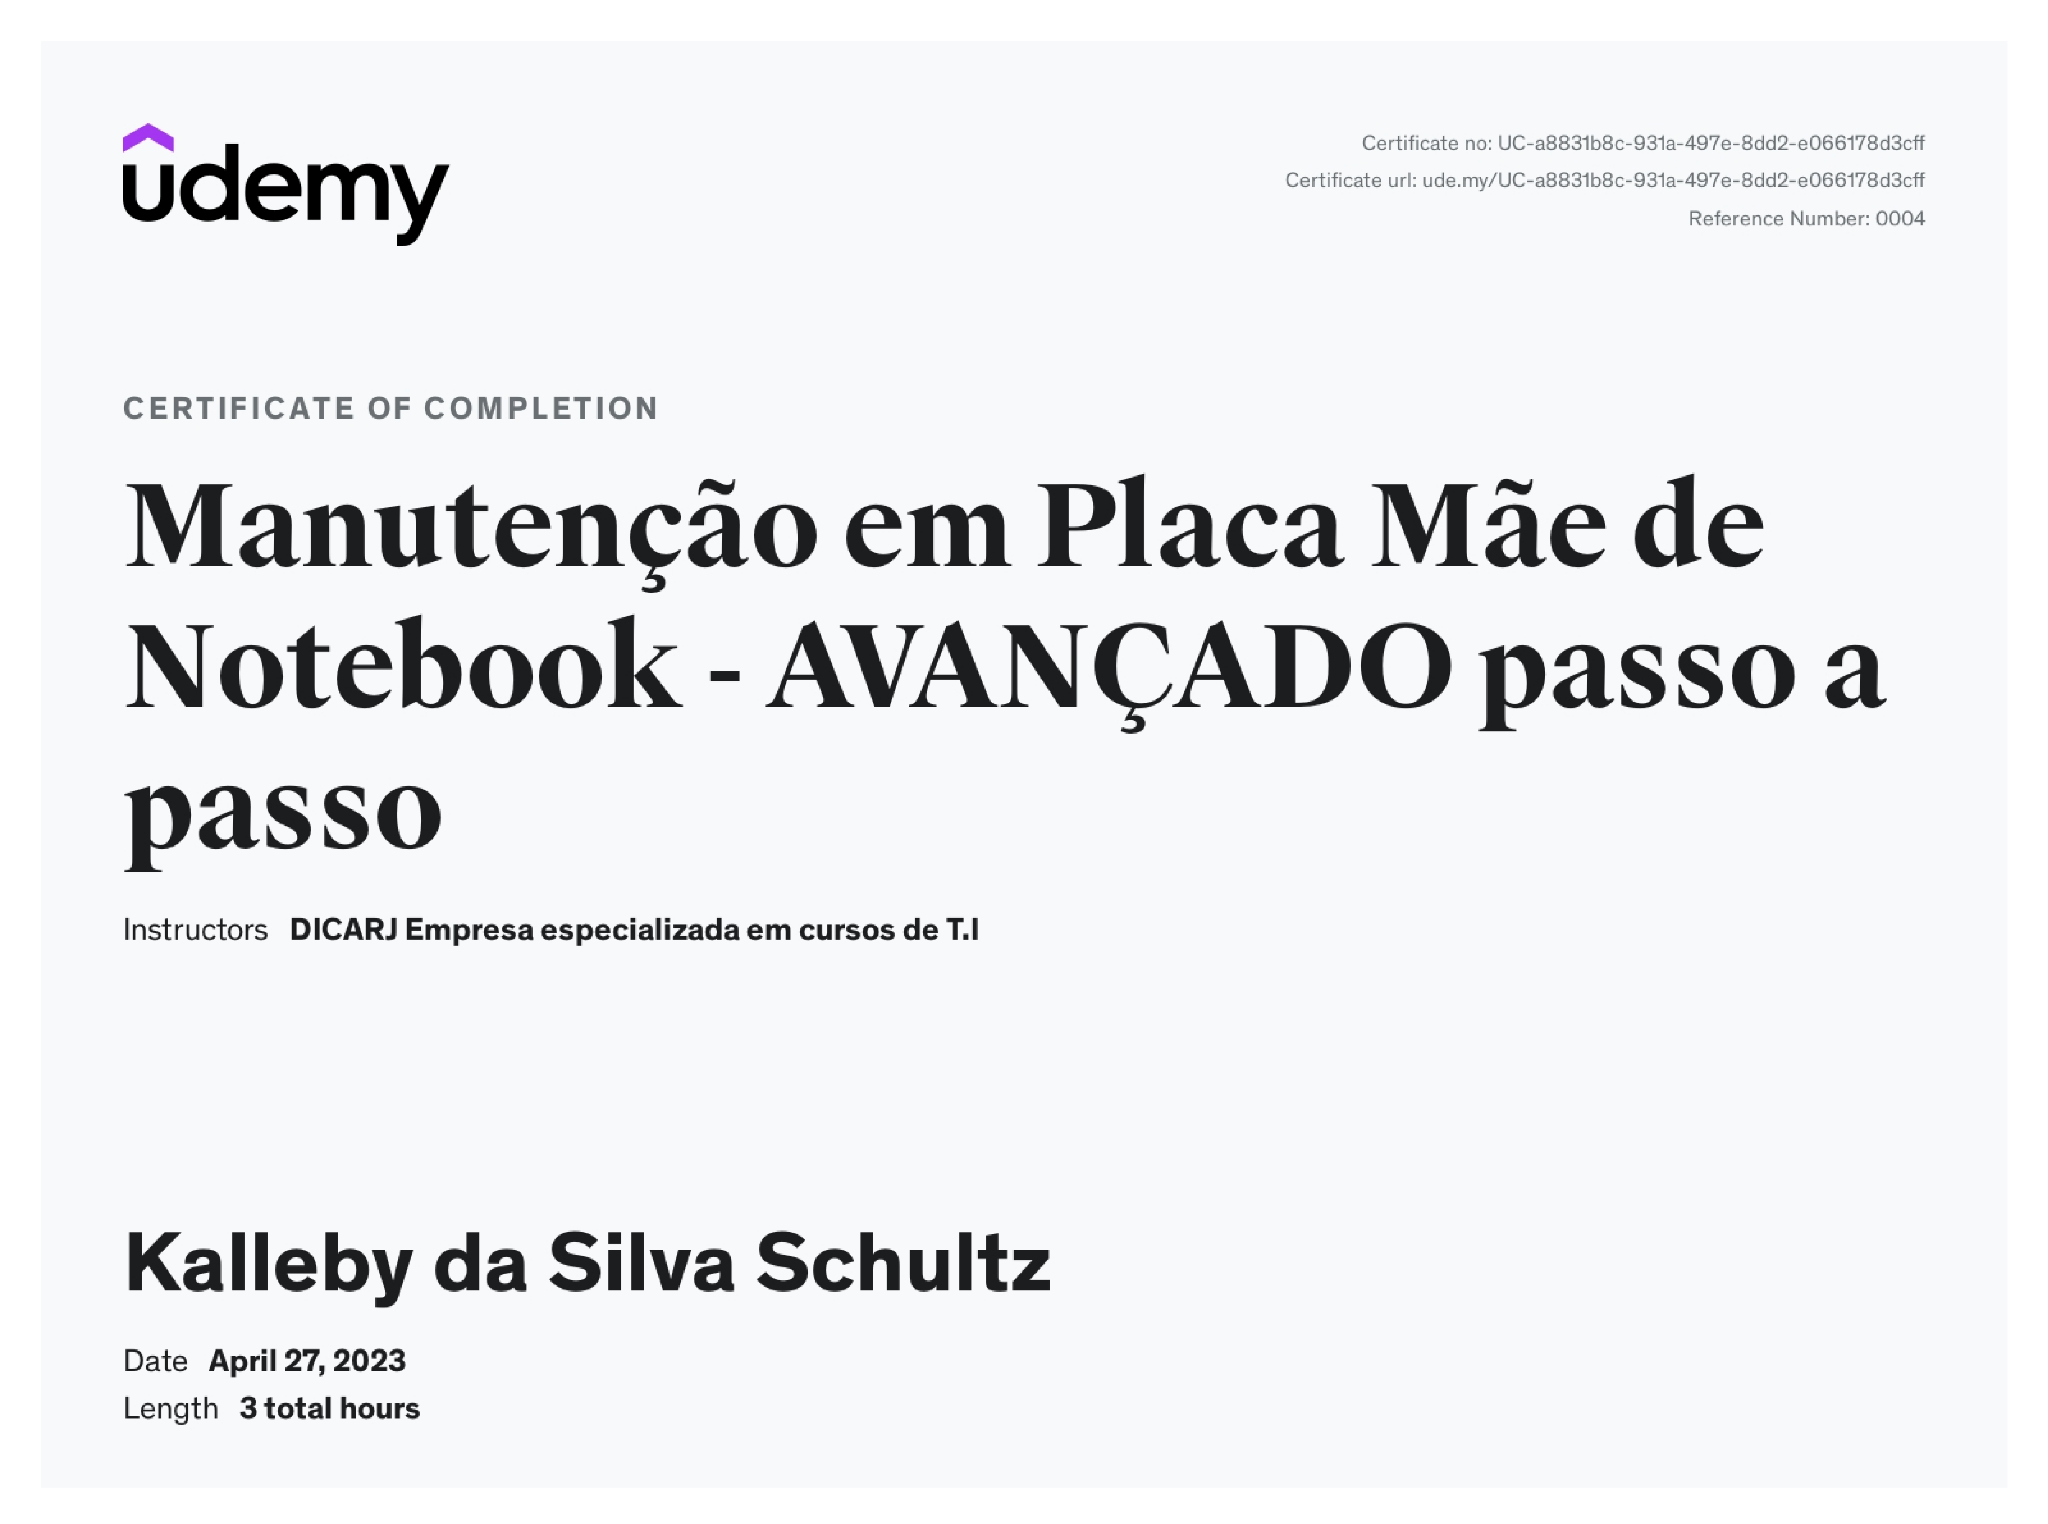 udemy
Certificate no: UC-a8831b8c-931a-497e-8dd2-e066178d3cff
Certificate url: ude.my/UC-a8831b8c-931a-497e-8dd2-e066178d3cff
Reference Number: 0004
CERTIFICATE OF COMPLETION
Manutenção em Placa Mãe de
Notebook - AVANÇADO passo a
passo
Instructors DICARJ Empresa especializada em cursos de T.I
Kalleby da Silva Schultz
Date April 27, 2023
Length 3 total hours